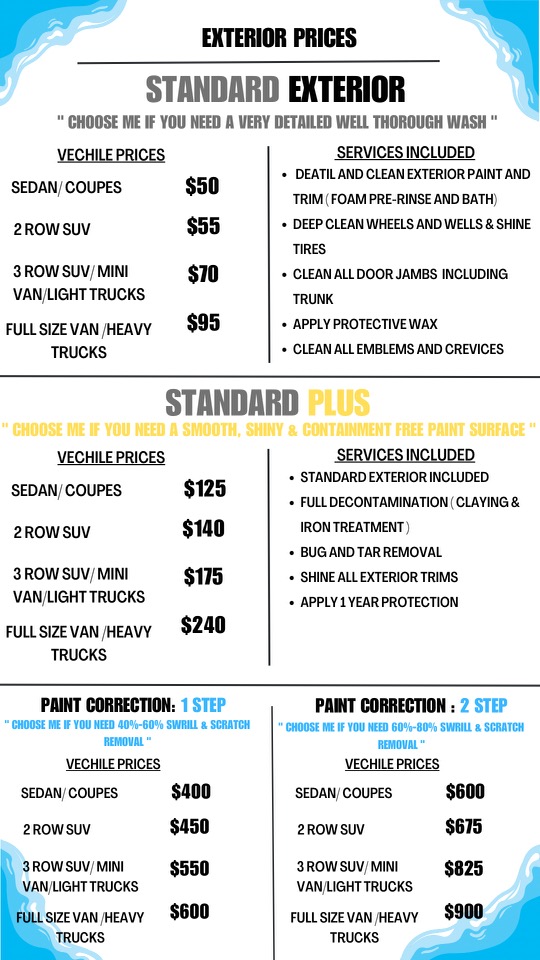 EXTERIOR PRICES
STANDARD EXTERIOR
" CHOOSE ME IF YOU NEED A VERY DETAILED WELL THOROUGH WASH "
VECHILE PRICES
SEDAN/ COUPES $50
2 ROW SUV $55
3 ROW SUV/ MINI $70
VAN/LIGHT TRUCKS
FULL SIZE VAN /HEAVY $95
TRUCKS
SERVICES INCLUDED
• DEATIL AND CLEAN EXTERIOR PAINT AND
TRIM ( FOAM PRE-RINSE AND BATH)
• DEEP CLEAN WHEELS AND WELLS & SHINE
TIRES
• CLEAN ALL DOOR JAMBS INCLUDING
TRUNK
• APPLY PROTECTIVE WAX
• CLEAN ALL EMBLEMS AND CREVICES
STANDARD PLUS
" CHOOSE ME IF YOU NEED A SMOOTH, SHINY & CONTAINMENT FREE PAINT SURFACE "
VECHILE PRICES
SEDAN/ COUPES $125
2 ROW SUV $140
3 ROW SUV/ MINI $175
VAN/LIGHT TRUCKS
FULL SIZE VAN /HEAVY $240
TRUCKS
SERVICES INCLUDED
• STANDARD EXTERIOR INCLUDED
• FULL DECONTAMINATION ( CLAYING &
IRON TREATMENT )
• BUG AND TAR REMOVAL
• SHINE ALL EXTERIOR TRIMS
• APPLY 1 YEAR PROTECTION
PAINT CORRECTION: 1 STEP
" CHOOSE ME IF YOU NEED 40%-60% SWRILL & SCRATCH
REMOVAL "
VECHILE PRICES
SEDAN/ COUPES $400
2 ROW SUV $450
3 ROW SUV/ MINI $550
VAN/LIGHT TRUCKS
FULL SIZE VAN /HEAVY $600
TRUCKS
PAINT CORRECTION : 2 STEP
" CHOOSE ME IF YOU NEED 60%-80% SWRILL & SCRATCH
REMOVAL "
VECHILE PRICES
SEDAN/ COUPES $600
2 ROW SUV $675
3 ROW SUV/ MINI $825
VAN/LIGHT TRUCKS
FULL SIZE VAN /HEAVY $900
TRUCKS